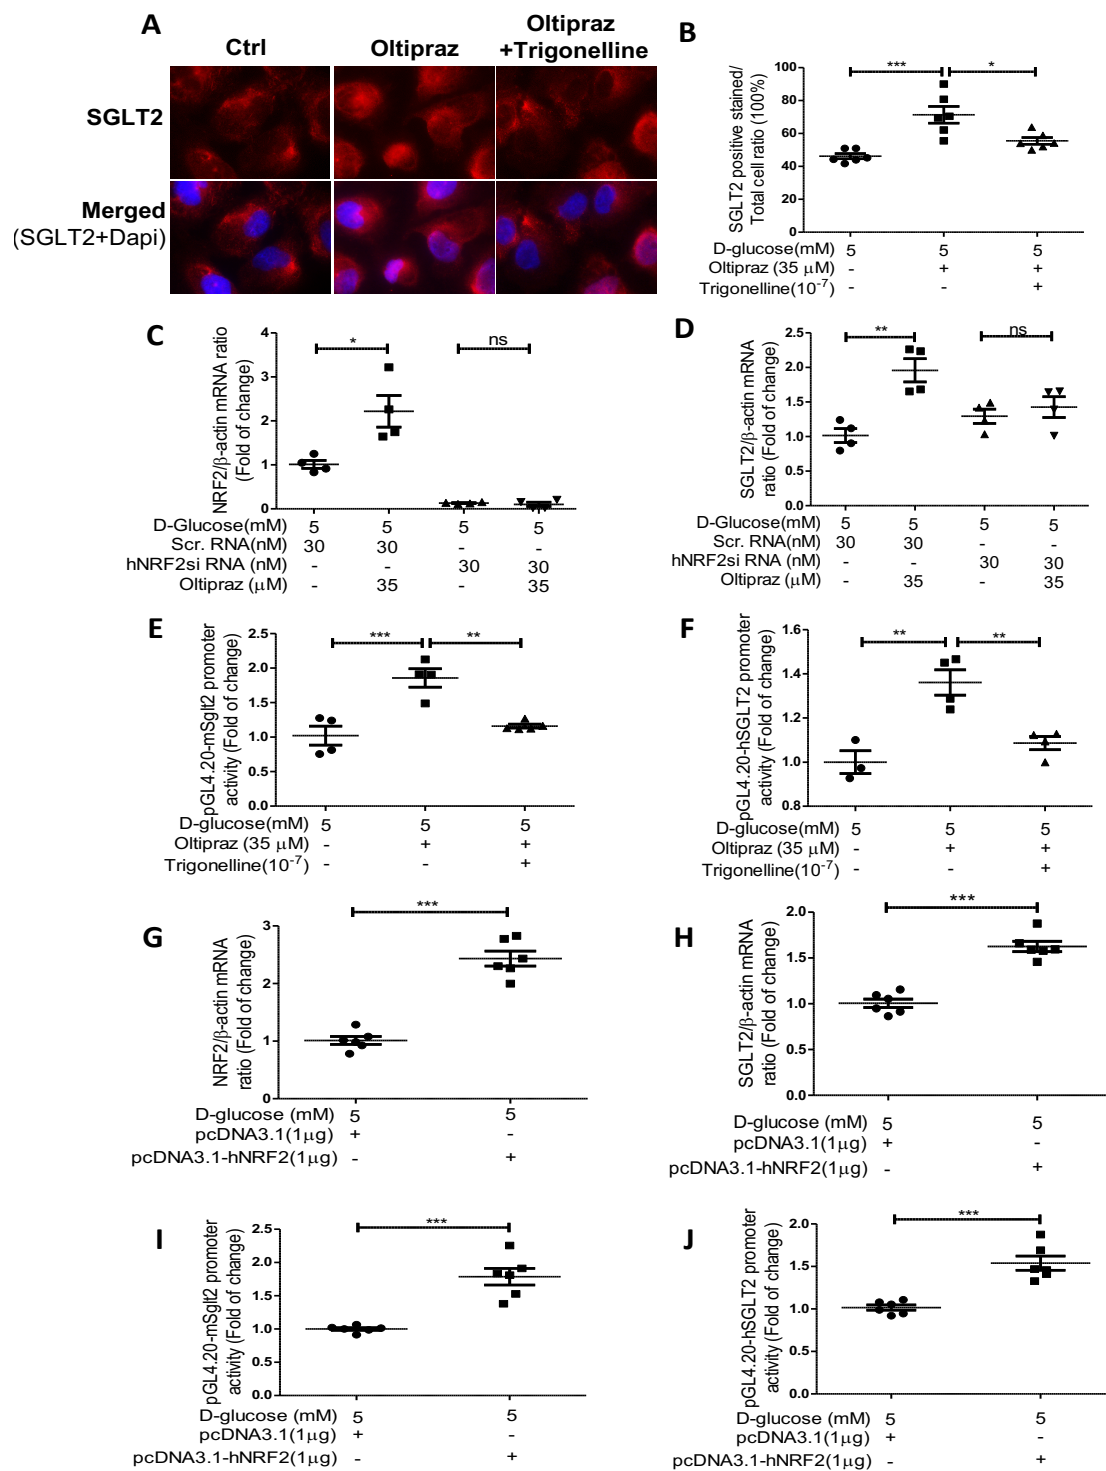 A
Ctrl
Oltipraz
Oltipraz
+Trigonelline
SGLT2
Merged
(SGLT2+Dapi)
B
SGLT2 positive stained/
Total cell ratio (100%)
100
80
60
40
20
0
***
*
D-glucose(mM) 5 5 5
Oltipraz (35 μM) - + +
Trigonelline(10-7) - - +
C
NRF2/β-actin mRNA ratio
(Fold of change)
4
3
2
1
0
*
ns
D-Glucose(mM) 5 5 5 5
Scr. RNA(nM) 30 30 - -
hNRF2si RNA (nM) - - 30 30
Oltipraz (μM) - 35 - 35
D
SGLT2/β-actin mRNA
ratio (Fold of change)
2.5
2.0
1.5
1.0
0.5
0.0
**
ns
D-Glucose(mM) 5 5 5 5
Scr. RNA(nM) 30 30 - -
hNRF2si RNA (nM) - - 30 30
Oltipraz (μM) - 35 - 35
E
pGL4.20-mSglt2 promoter
activity (Fold of change)
2.5
2.0
1.5
1.0
0.5
0.0
***
**
D-glucose(mM) 5 5 5
Oltipraz (35 μM) - + +
Trigonelline(10-7) - - +
F
pGL4.20-hSGLT2 promoter
activity (Fold of change)
1.6
1.4
1.2
1.0
0.8
**
**
D-glucose(mM) 5 5 5
Oltipraz (35 μM) - + +
Trigonelline(10-7) - - +
G
NRF2/β-actin mRNA
ratio (Fold of change)
3
2
1
0
***
D-glucose (mM) 5 5
pcDNA3.1(1μg) + -
pcDNA3.1-hNRF2(1μg) - +
H
SGLT2/β-actin mRNA
ratio (Fold of change)
2.0
1.5
1.0
0.5
0.0
***
D-glucose (mM) 5 5
pcDNA3.1(1μg) + -
pcDNA3.1-hNRF2(1μg) - +
I
pGL4.20-mSglt2 promoter
activity (Fold of change)
2.5
2.0
1.5
1.0
0.5
0.0
***
D-glucose (mM) 5 5
pcDNA3.1(1μg) + -
pcDNA3.1-hNRF2(1μg) - +
J
pGL4.20-hSGLT2 promoter
activity (Fold of change)
2.0
1.5
1.0
0.5
0.0
***
D-glucose (mM) 5 5
pcDNA3.1(1μg) + -
pcDNA3.1-hNRF2(1μg) - +